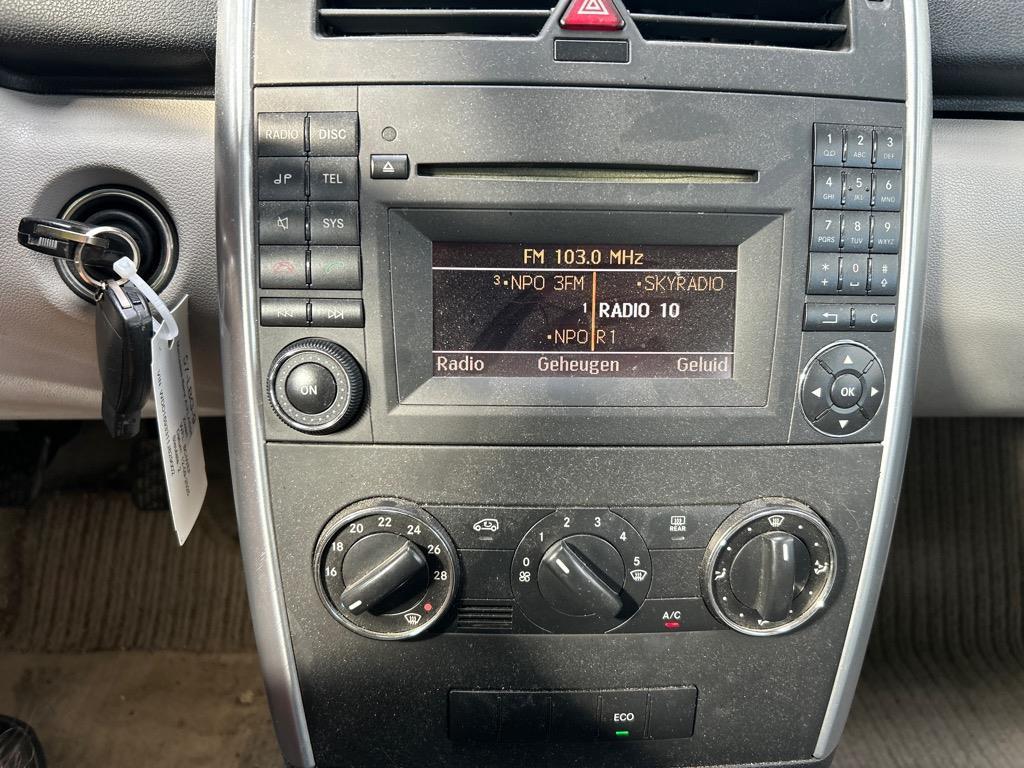 RADIO DISC
TEL
SYS
ON
FM 103.0 MHz
3 NPO 3FM SKYRADIO
1 RADIO 10
NPO R1
Radio Geheugen Geluid
1 2 3
QD ABC DEF
4 5 6
GHI JKL MNO
7 8 9
PQRS TUV WXYZ
* 0 #
+
C
OK
16 18 20 22 24 26 28
0 1 2 3 4 5
REAR
A/C
ECO